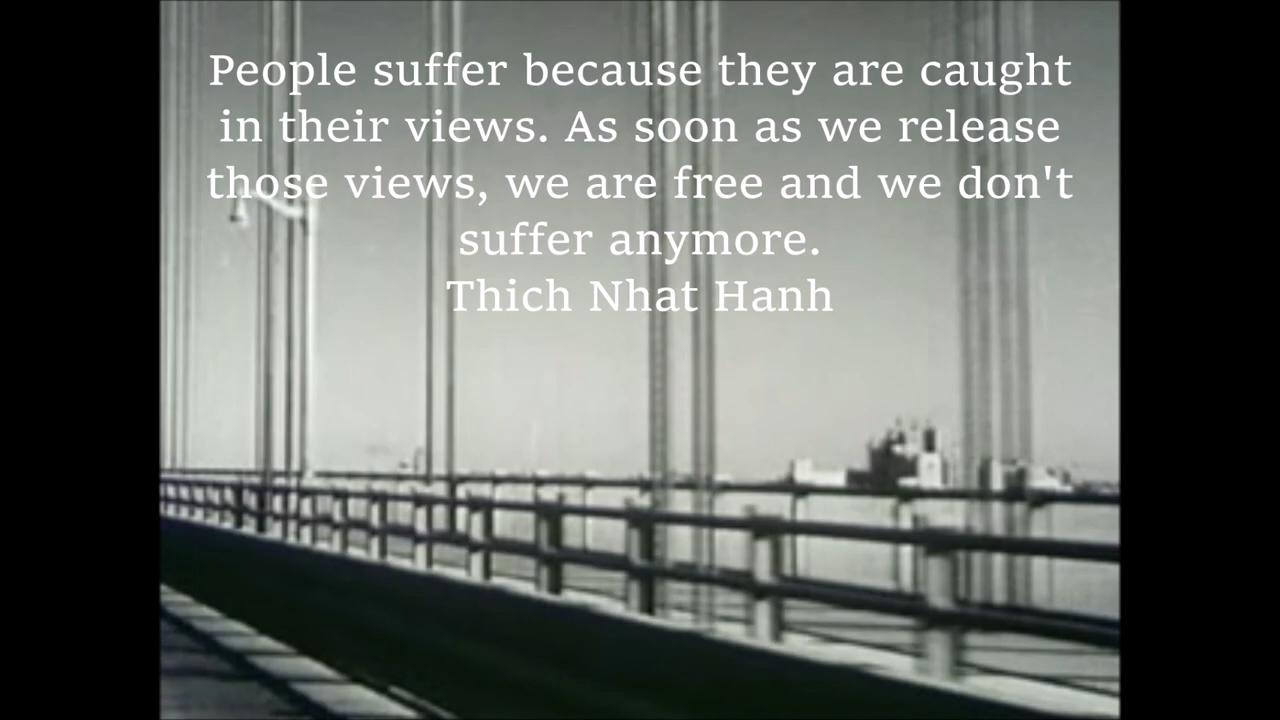 People suffer because they are caught
in their views. As soon as we release
those views, we are free and we don't
suffer anymore.
Thich Nhat Hanh